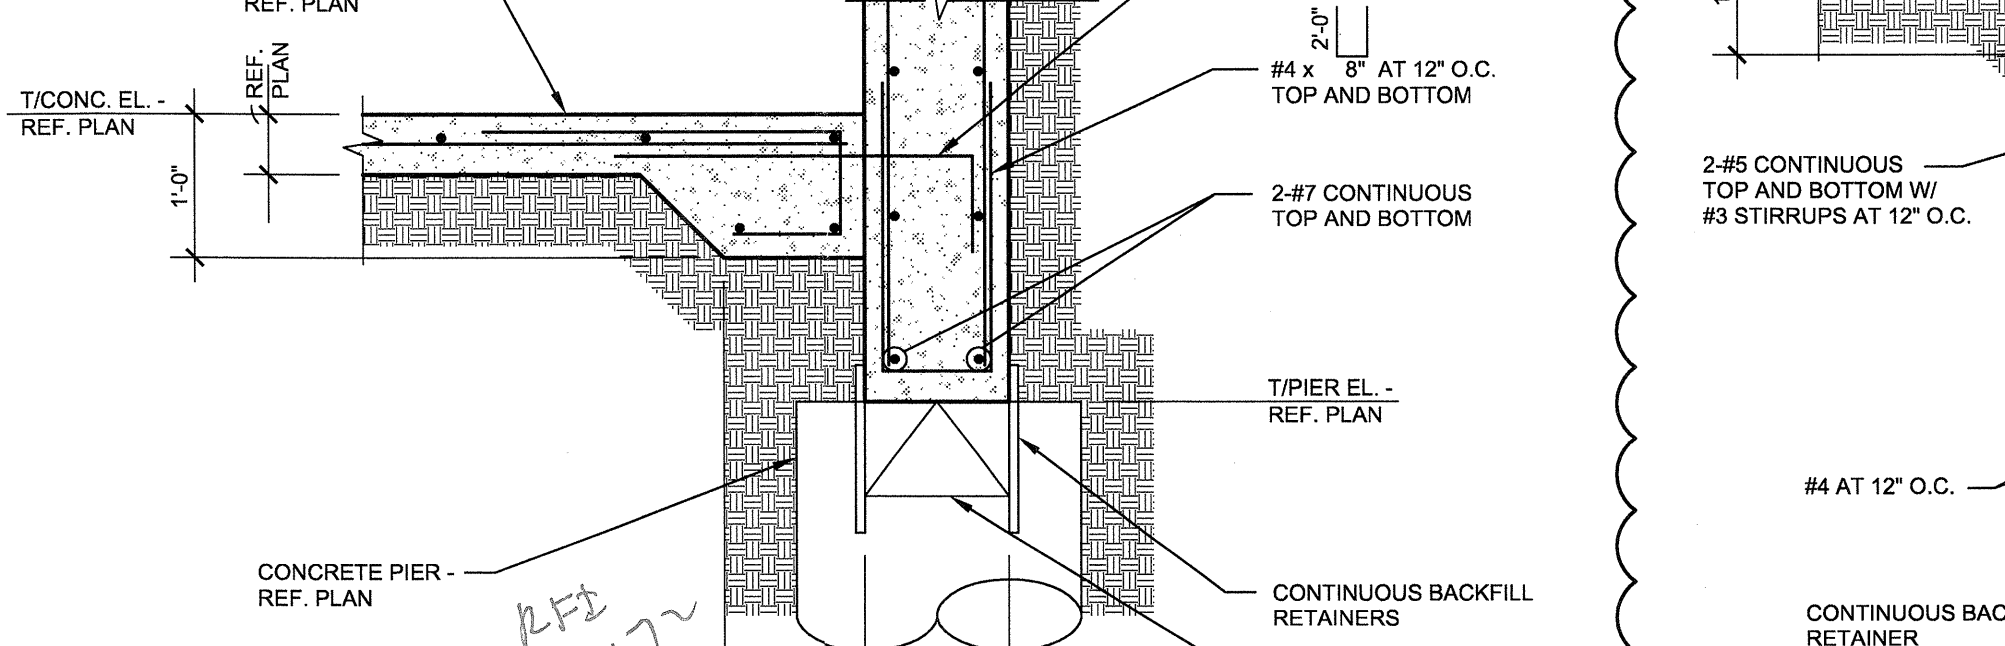 REF. PLAN
REF.
PLAN
T/CONC. EL. -
REF. PLAN
1'-0"
2'-0"
#4 x 8" AT 12" O.C.
TOP AND BOTTOM
2-#7 CONTINUOUS
TOP AND BOTTOM
T/PIER EL. -
REF. PLAN
CONCRETE PIER -
REF. PLAN
RFI
CONTINUOUS BACKFILL
RETAINERS
2-#5 CONTINUOUS
TOP AND BOTTOM W/
#3 STIRRUPS AT 12" O.C.
#4 AT 12" O.C.
CONTINUOUS BAC
RETAINER